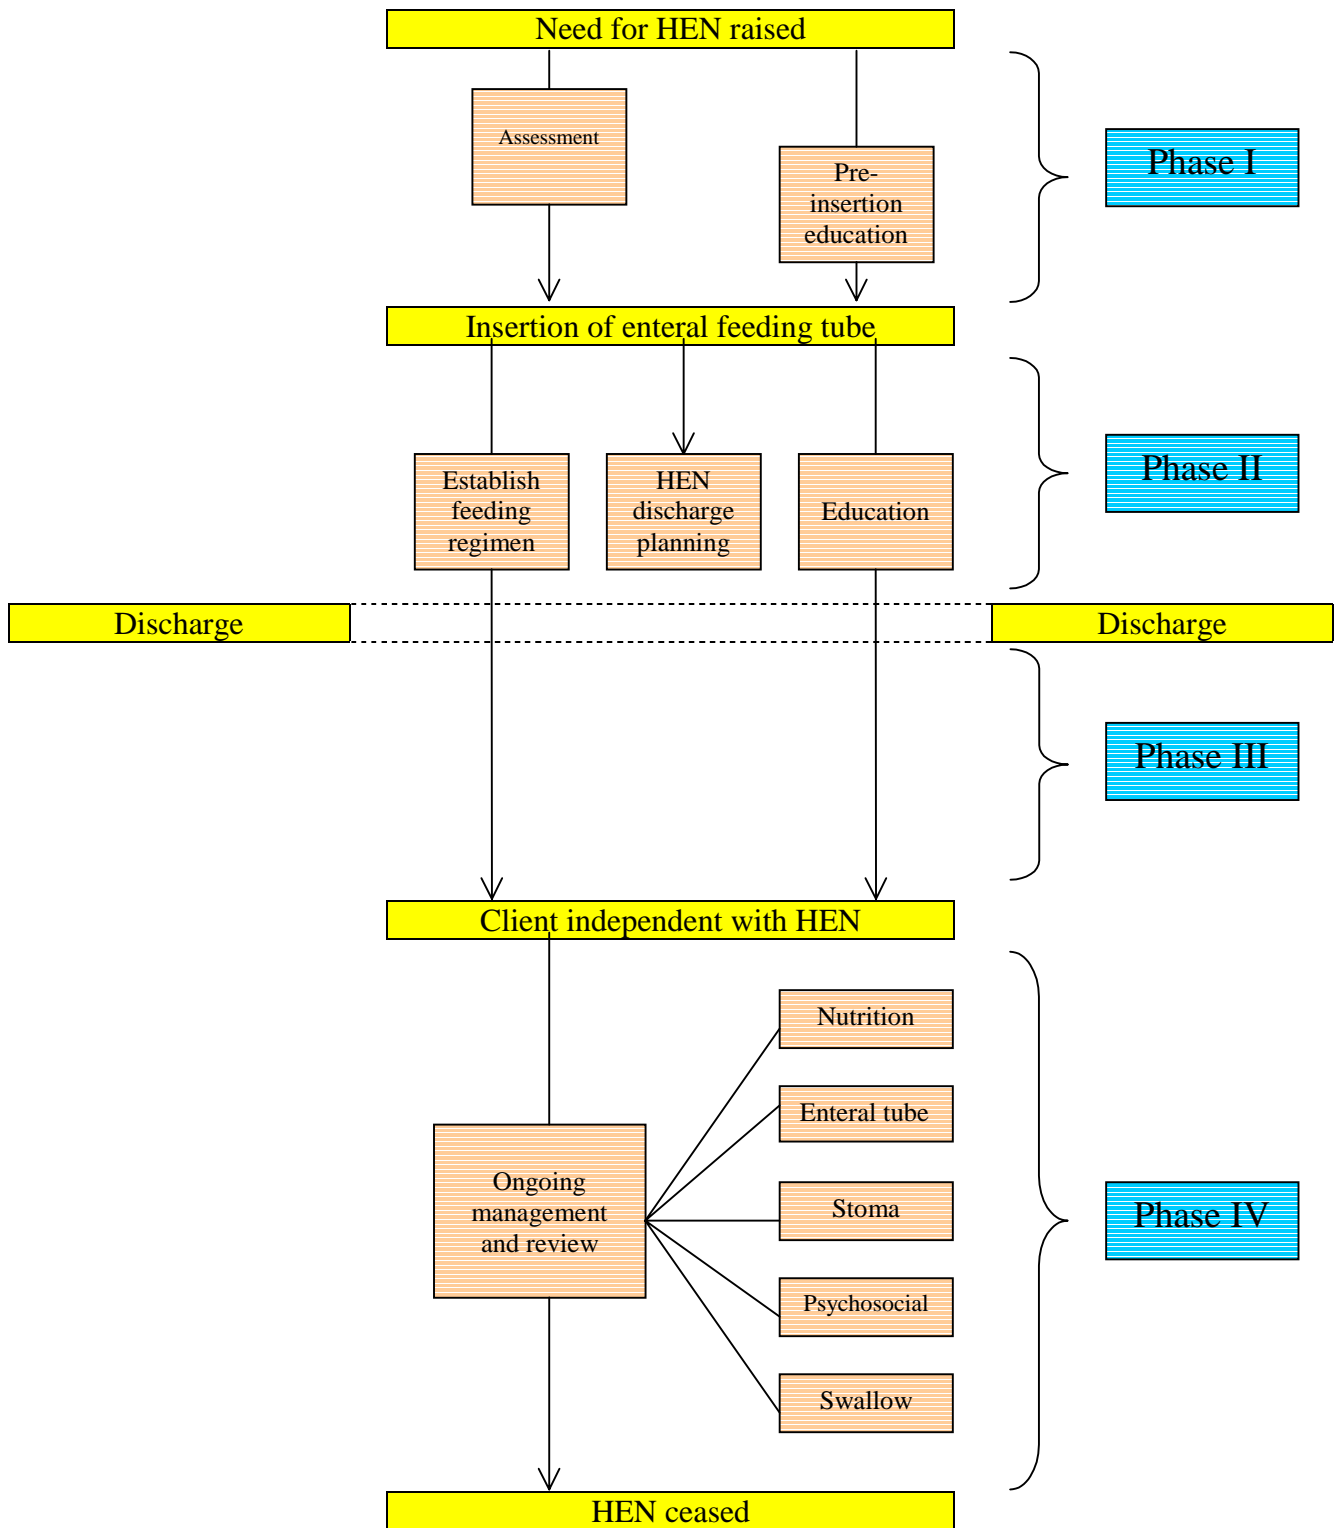 Need for HEN raised
Assessment
Pre-
insertion
education
Phase I
Insertion of enteral feeding tube
Establish
feeding
regimen
HEN
discharge
planning
Education
Phase II
Discharge
Discharge
Phase III
Client independent with HEN
Ongoing
management
and review
Nutrition
Enteral tube
Stoma
Psychosocial
Swallow
Phase IV
HEN ceased